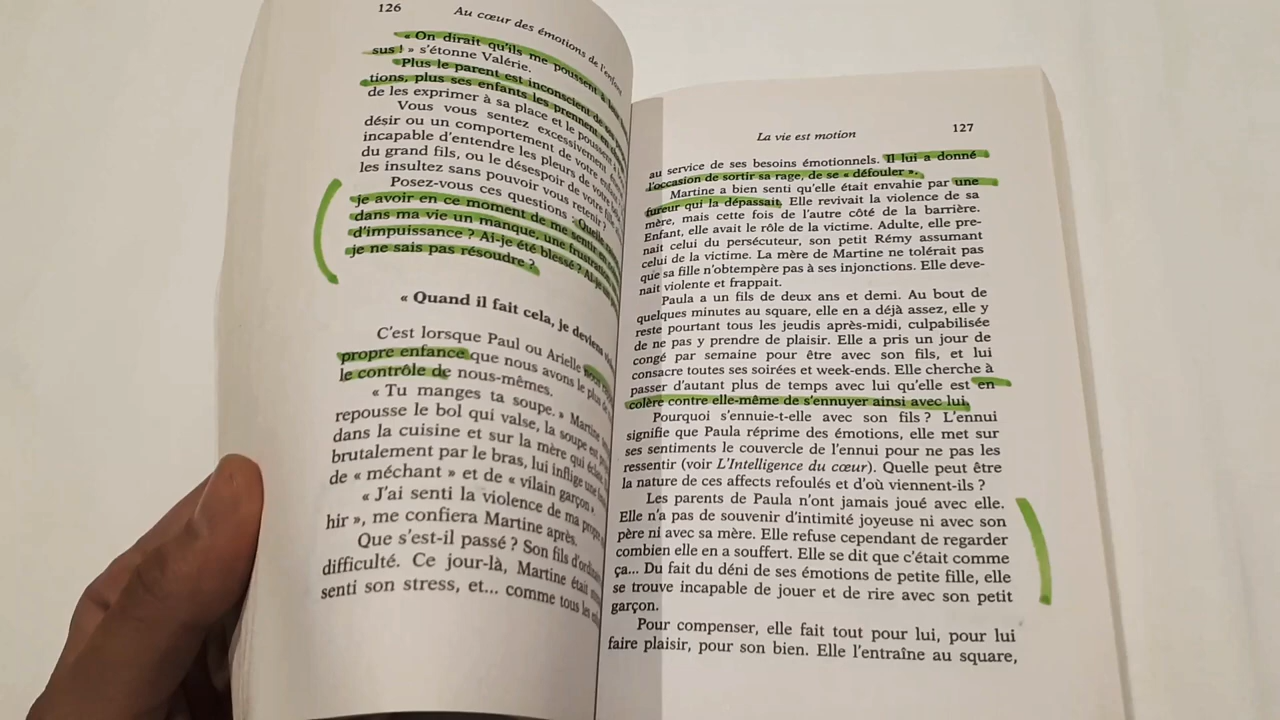 126
Au cœur des émotions de l'enfant
« On dirait qu'ils me poussent à
sus ! » s'étonne Valérie.
Plus le parent est inconscient de
tions, plus ses enfants les prennent en
de les exprimer à sa place et le poussent
Vous vous sentez excessivement
désir ou un comportement de votre
incapable d'entendre les pleurs de votre
du grand fils, ou le désespoir de votre
les insultez sans pouvoir vous retenir ?
Posez-vous ces questions :
je avoir en ce moment de me sentir
dans ma vie un manque, une frustration
d'impuissance ? Ai-je été blessé ?
je ne sais pas résoudre ?
« Quand il fait cela, je deviens
C'est lorsque Paul ou Arielle
propre enfance que nous avons le plus
le contrôle de nous-mêmes.
« Tu manges ta soupe. » Martine
repousse le bol qui valse, la soupe est
dans la cuisine et sur la mère qui
brutalement par le bras, lui inflige une
de « méchant » et de « vilain garçon ».
« J'ai senti la violence de ma propre
hir », me confiera Martine après.
Que s'est-il passé ? Son fils
difficulté. Ce jour-là, Martine était
senti son stress, et... comme tous les
La vie est motion
127
au service de ses besoins émotionnels. Il lui a donné
l'occasion de sortir sa rage, de se « défouler ».
Martine a bien senti qu'elle était envahie par une
fureur qui la dépassait. Elle revivait la violence de sa
mère, mais cette fois de l'autre côté de la barrière.
Enfant, elle avait le rôle de la victime. Adulte, elle pre-
nait celui du persécuteur, son petit Rémy assumant
celui de la victime. La mère de Martine ne tolérait pas
que sa fille n'obtempère pas à ses injonctions. Elle deve-
nait violente et frappait.
Paula a un fils de deux ans et demi. Au bout de
quelques minutes au square, elle en a déjà assez, elle y
reste pourtant tous les jeudis après-midi, culpabilisée
de ne pas y prendre de plaisir. Elle a pris un jour de
congé par semaine pour être avec son fils, et lui
consacre toutes ses soirées et week-ends. Elle cherche à
passer d'autant plus de temps avec lui qu'elle est en
colère contre elle-même de s'ennuyer ainsi avec lui.
Pourquoi s'ennuie-t-elle avec son fils ? L'ennui
signifie que Paula réprime des émotions, elle met sur
ses sentiments le couvercle de l'ennui pour ne pas les
ressentir (voir L'Intelligence du cœur). Quelle peut être
la nature de ces affects refoulés et d'où viennent-ils ?
Les parents de Paula n'ont jamais joué avec elle.
Elle n'a pas de souvenir d'intimité joyeuse ni avec son
père ni avec sa mère. Elle refuse cependant de regarder
combien elle en a souffert. Elle se dit que c'était comme
ça... Du fait du déni de ses émotions de petite fille, elle
se trouve incapable de jouer et de rire avec son petit
garçon.
Pour compenser, elle fait tout pour lui, pour lui
faire plaisir, pour son bien. Elle l'entraîne au square,